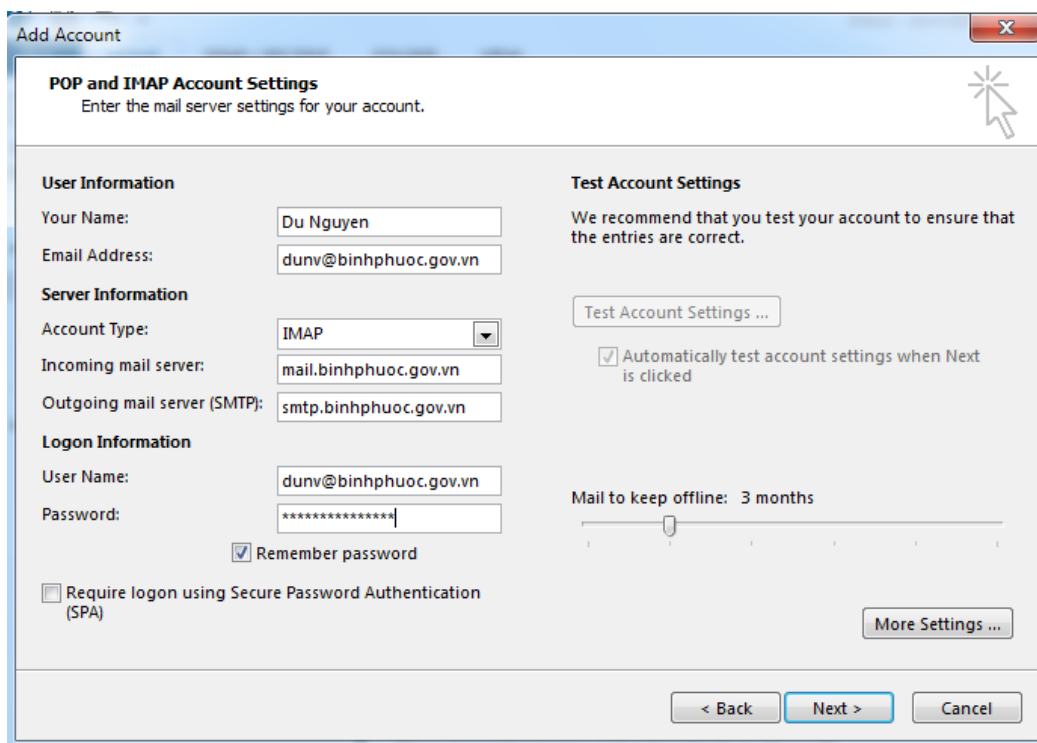 Add Account
POP and IMAP Account Settings
Enter the mail server settings for your account.
User Information
Your Name:
Du Nguyen
Email Address:
dunv@binhphuoc.gov.vn
Server Information
Account Type:
IMAP
Incoming mail server:
mail.binhphuoc.gov.vn
Outgoing mail server (SMTP):
smtp.binhphuoc.gov.vn
Logon Information
User Name:
dunv@binhphuoc.gov.vn
Password:
***************
Remember password
Require logon using Secure Password Authentication
(SPA)
Test Account Settings
We recommend that you test your account to ensure that
the entries are correct.
Test Account Settings ...
Automatically test account settings when Next
is clicked
Mail to keep offline: 3 months
More Settings ...
< Back
Next >
Cancel